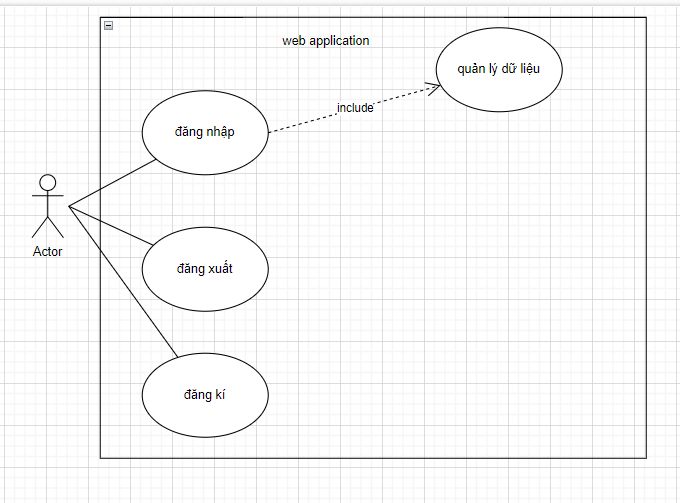 web application
quản lý dữ liệu
include
đăng nhập
Actor
đăng xuất
đăng kí